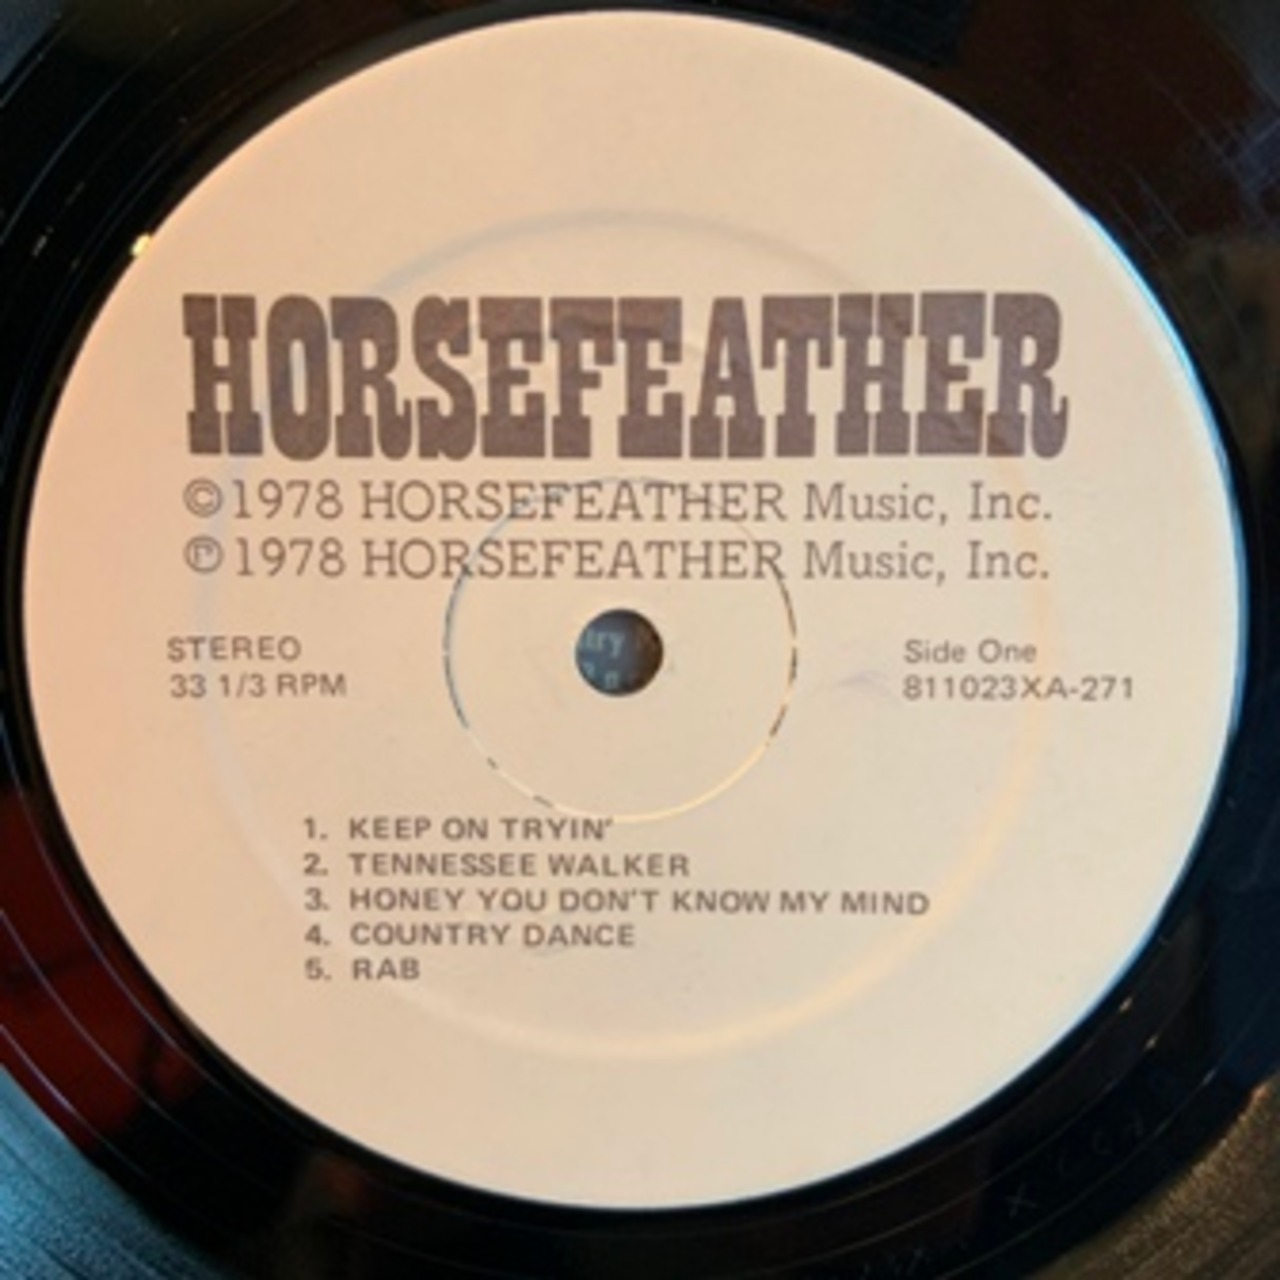 HORSEFEATHER
©1978 HORSEFEATHER Music, Inc.
℗1978 HORSEFEATHER Music, Inc.
STEREO
33 1/3 RPM
Side One
811023XA-271
1. KEEP ON TRYIN'
2. TENNESSEE WALKER
3. HONEY YOU DON'T KNOW MY MIND
4. COUNTRY DANCE
5. RAB